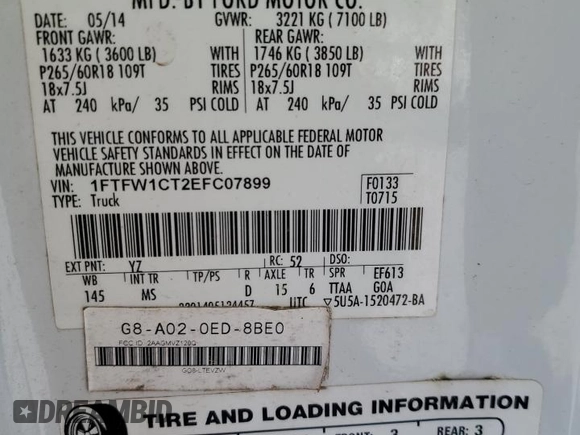 MFD. BY FORD MOTOR CO.
DATE: 05/14 GVWR: 3221 KG ( 7100 LB)
FRONT GAWR: REAR GAWR:
1633 KG ( 3600 LB) WITH 1746 KG ( 3850 LB) WITH
P265/60R18 109T TIRES P265/60R18 109T TIRES
18x7.5J RIMS 18x7.5J RIMS
AT 240 kPa/ 35 PSI COLD AT 240 kPa/ 35 PSI COLD
THIS VEHICLE CONFORMS TO ALL APPLICABLE FEDERAL MOTOR
VEHICLE SAFETY STANDARDS IN EFFECT ON THE DATE OF
MANUFACTURE SHOWN ABOVE.
VIN: 1FTFW1CT2EFC07899 F0133
TYPE: Truck T0715
EXT PNT: YZ RC: 52 DSO:
WB INT TR TP/PS R AXLE TR SPR EF613
145 MS D 15 6 TTAA GOA
UTC ▽5U5A-1520472-BA
G8-A02-0ED-8BE0
DREAMBID
TIRE AND LOADING INFORMATION
FRONT: 3 REAR: 3